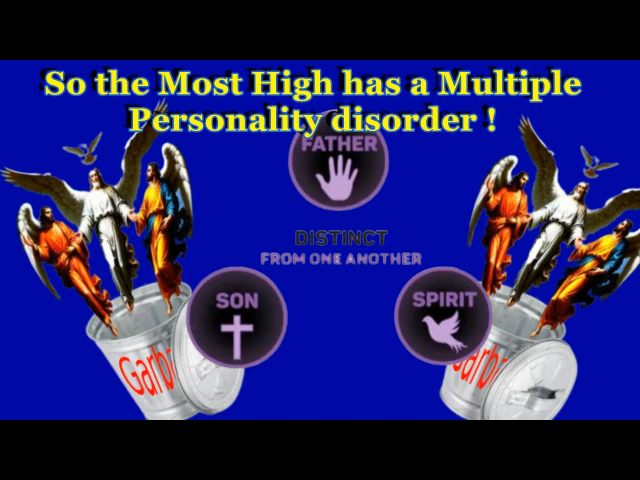 So the Most High has a Multiple
Personality disorder !
FATHER
DISTINCT
FROM ONE ANOTHER
SON
SPIRIT